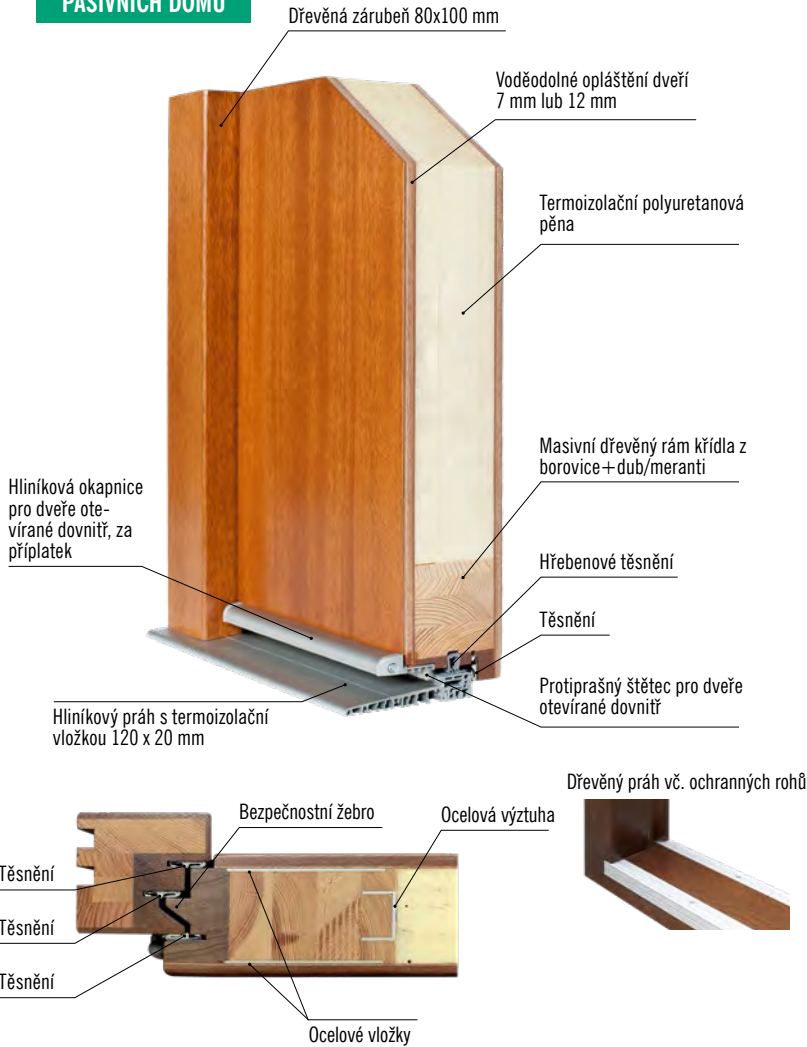 PASIVNÍCH DOMŮ
Dřevěná zárubeň 80x100 mm
Voděodolné opláštění dveří
7 mm lub 12 mm
Termoizolační polyuretanová
pěna
Masivní dřevěný rám křídla z
borovice+dub/meranti
Hliníková okapnice
pro dveře ote-
vírané dovnitř, za
příplatek
Hřebenové těsnění
Těsnění
Protiprašný štětec pro dveře
otevírané dovnitř
Hliníkový práh s termoizolační
vložkou 120 x 20 mm
Dřevěný práh vč. ochranných rohů
Bezpečnostní žebro
Ocelová výztuha
Těsnění
Těsnění
Těsnění
Ocelové vložky